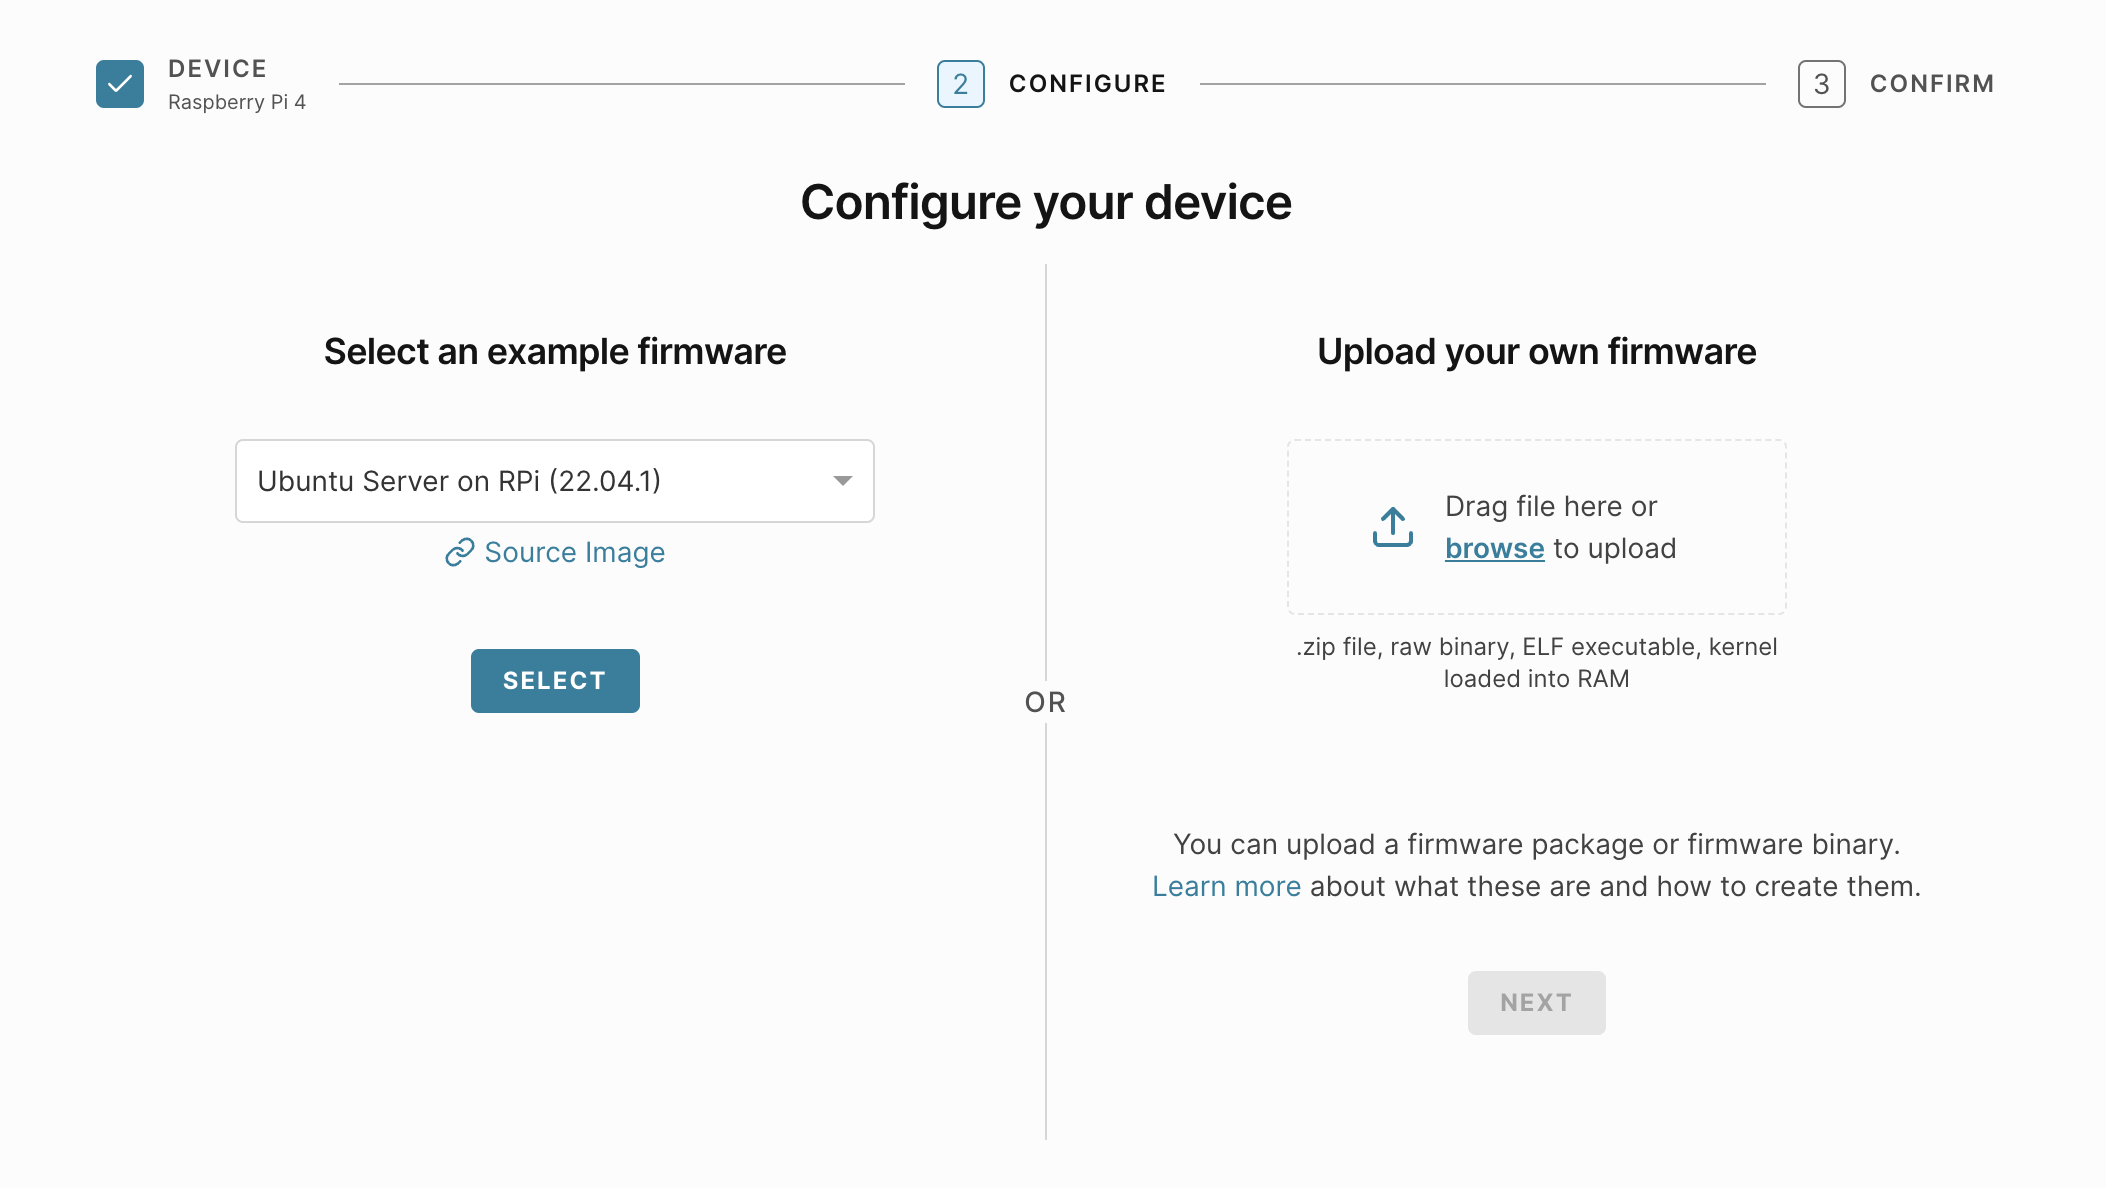 DEVICE
Raspberry Pi 4
2
CONFIGURE
3
CONFIRM
Configure your device
Select an example firmware
Ubuntu Server on RPi (22.04.1)
Source Image
SELECT
OR
Upload your own firmware
Drag file here or
browse to upload
.zip file, raw binary, ELF executable, kernel
loaded into RAM
You can upload a firmware package or firmware binary.
Learn more about what these are and how to create them.
NEXT